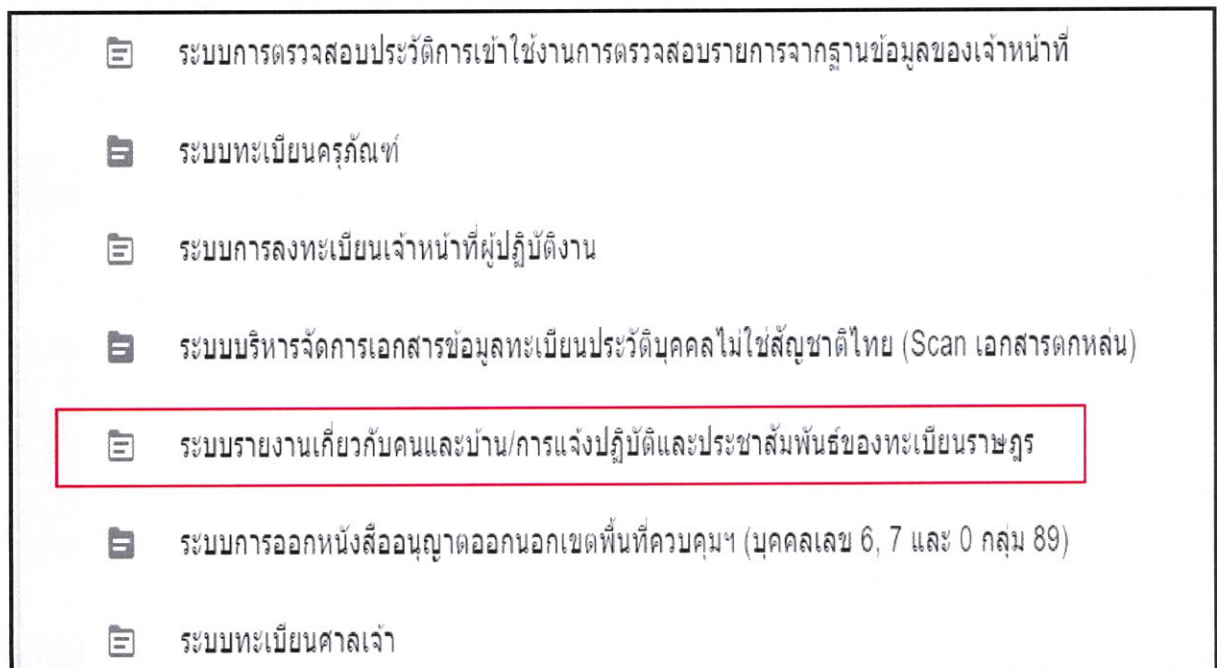 ระบบการตรวจสอบประวัติการเข้าใช้งานการตรวจสอบรายการจากฐานข้อมูลของเจ้าหน้าที่
ระบบทะเบียนครุภัณฑ์
ระบบการลงทะเบียนเจ้าหน้าที่ผู้ปฏิบัติงาน
ระบบบริหารจัดการเอกสารข้อมูลทะเบียนประวัติบุคคลไม่ใช่สัญชาติไทย (Scan เอกสารตกหล่น)
ระบบรายงานเกี่ยวกับคนและบ้าน/การแจ้งปฏิบัติและประชาสัมพันธ์ของทะเบียนราษฎร
ระบบการออกหนังสืออนุญาตออกนอกเขตพื้นที่ควบคุมฯ (บุคคลเลข 6, 7 และ 0 กลุ่ม 89)
ระบบทะเบียนศาลเจ้า